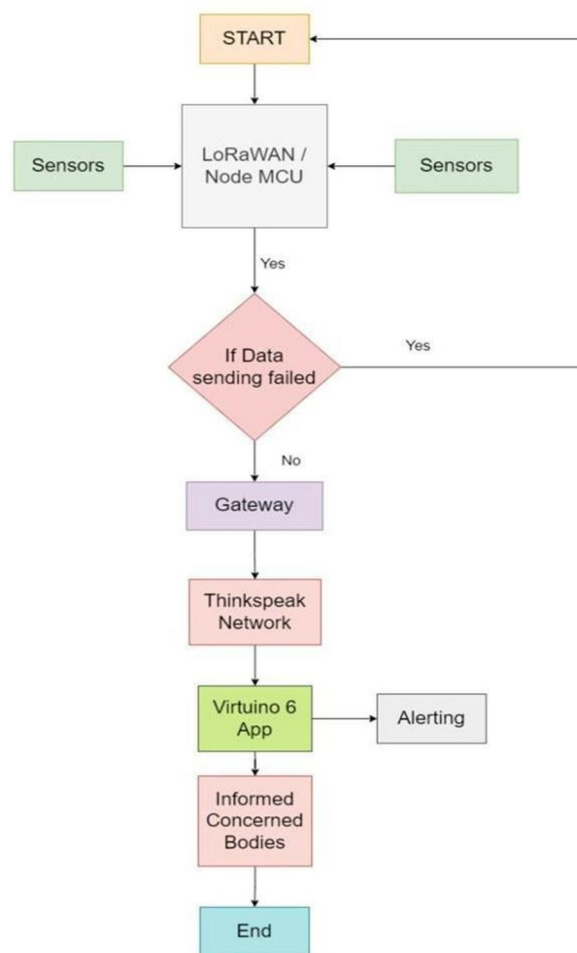 START
Sensors
LoRaWAN /
Node MCU
Sensors
Yes
If Data
sending failed
Yes
No
Gateway
Thinkspeak
Network
Virtuino 6
App
Alerting
Informed
Concerned
Bodies
End